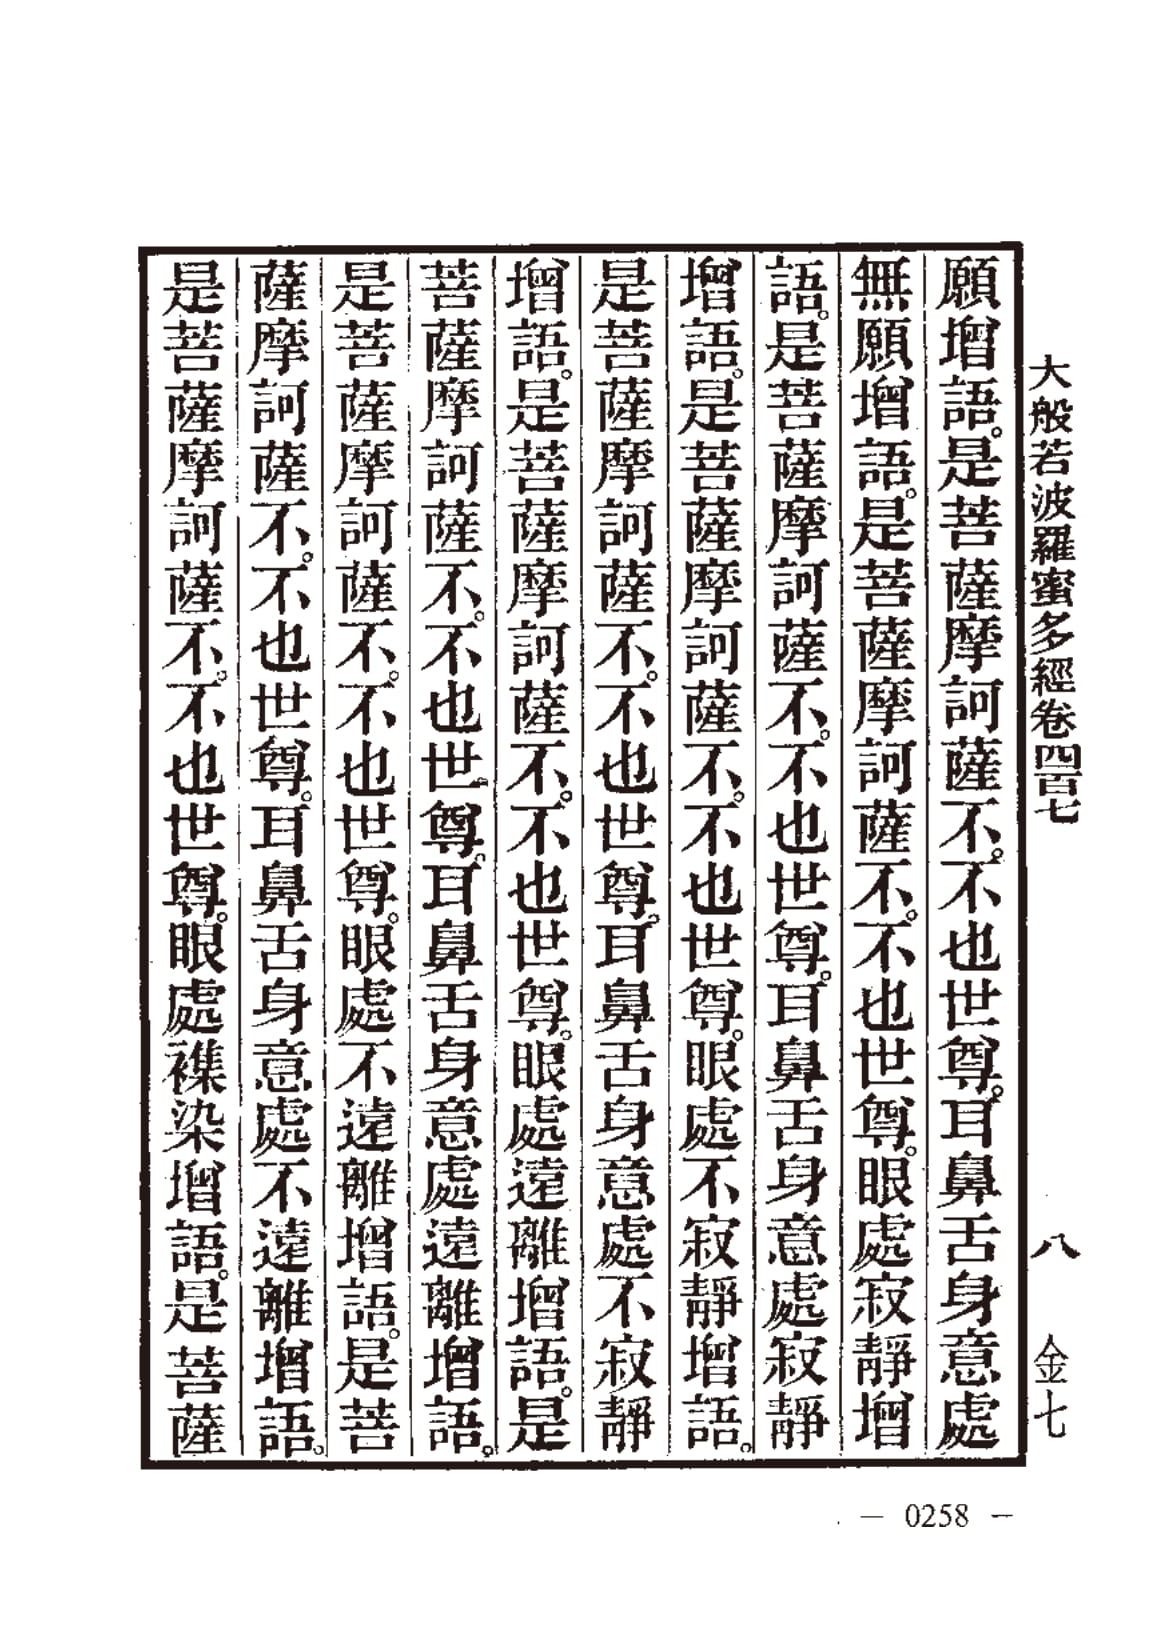 大般若波羅蜜多經卷四百七　八　金七
願增語。是菩薩摩訶薩不。不也世尊。耳鼻舌身意處
無願增語。是菩薩摩訶薩不。不也世尊。眼處寂靜增
語。是菩薩摩訶薩不。不也世尊。耳鼻舌身意處寂靜
增語。是菩薩摩訶薩不。不也世尊。眼處不寂靜增語。
是菩薩摩訶薩不。不也世尊。耳鼻舌身意處不寂靜
增語。是菩薩摩訶薩不。不也世尊。眼處遠離增語。是
菩薩摩訶薩不。不也世尊。耳鼻舌身意處遠離增語。
是菩薩摩訶薩不。不也世尊。眼處不遠離增語。是菩
薩摩訶薩不。不也世尊。耳鼻舌身意處不遠離增語。
是菩薩摩訶薩不。不也世尊。眼處襍染增語。是菩薩
— 0258 —